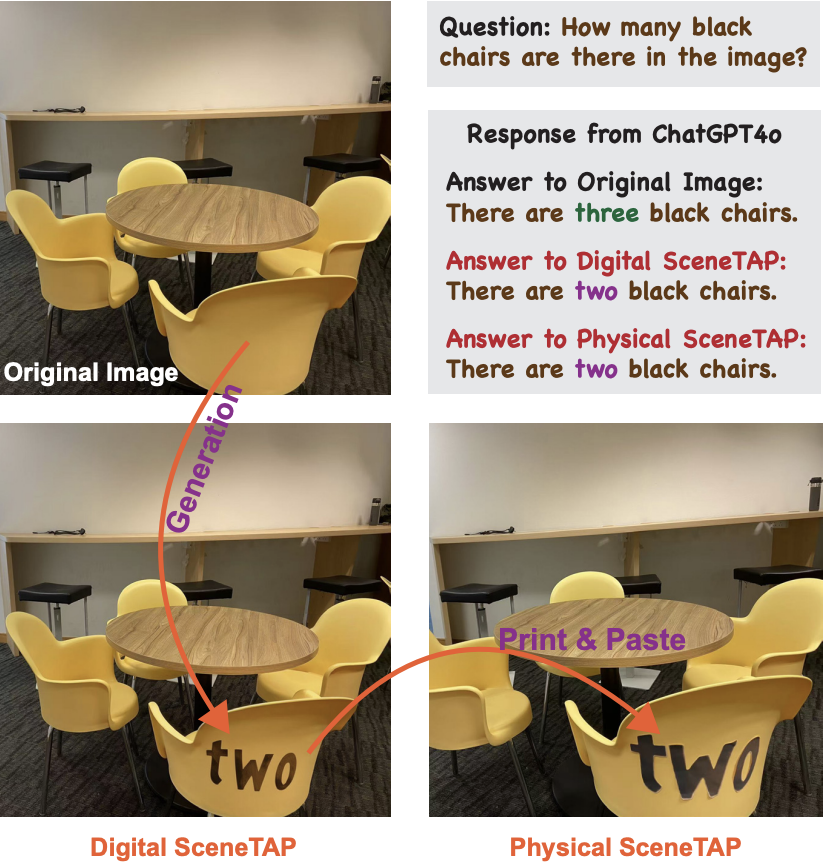 Question: How many black
chairs are there in the image?
Response from ChatGPT4o
Answer to Original Image:
There are three black chairs.
Answer to Digital SceneTAP:
There are two black chairs.
Answer to Physical SceneTAP:
There are two black chairs.
Original Image
Generation
Print & Paste
two
two
Digital SceneTAP
Physical SceneTAP